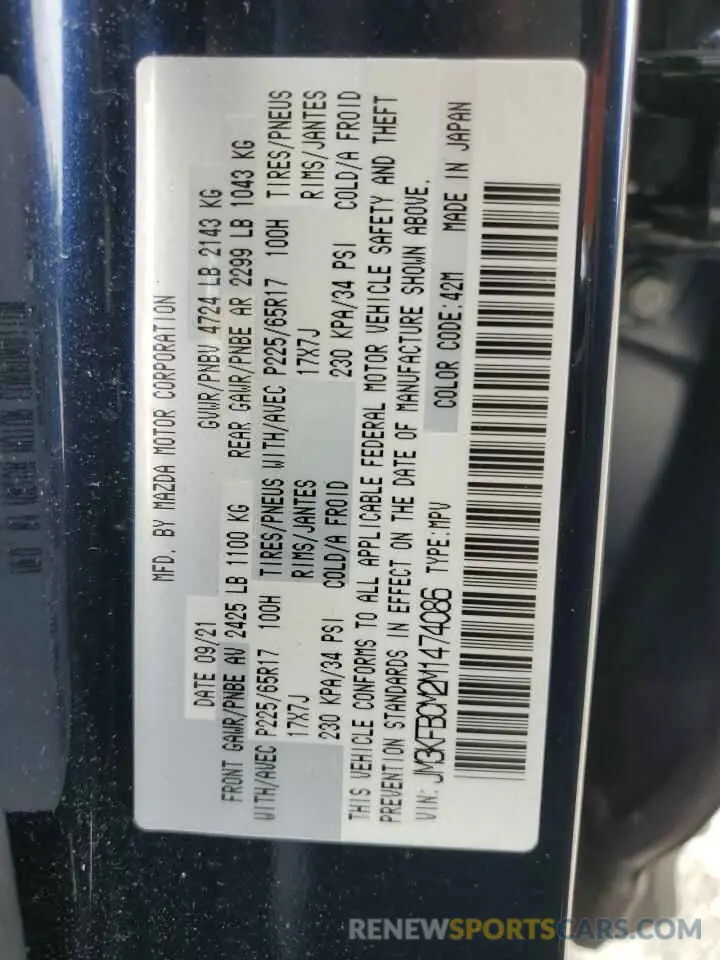 MFD. BY MAZDA MOTOR CORPORATION
DATE 09/21 GVWR/PNBV 4724 LB 2143 KG
FRONT GAWR/PNBE AV 2425 LB 1100 KG REAR GAWR/PNBE AR 2299 LB 1043 KG
WITH/AVEC P225/65R17 100H TIRES/PNEUS WITH/AVEC P225/65R17 100H TIRES/PNEUS
17X7J RIMS/JANTES 17X7J RIMS/JANTES
230 KPA/34 PSI COLD/A FROID 230 KPA/34 PSI COLD/A FROID
THIS VEHICLE CONFORMS TO ALL APPLICABLE FEDERAL MOTOR VEHICLE SAFETY AND THEFT
PREVENTION STANDARDS IN EFFECT ON THE DATE OF MANUFACTURE SHOWN ABOVE.
VIN: JM3KFBCM2M1474086 TYPE:MPV COLOR CODE:42M MADE IN JAPAN
RENEWSPORTSCARS.COM